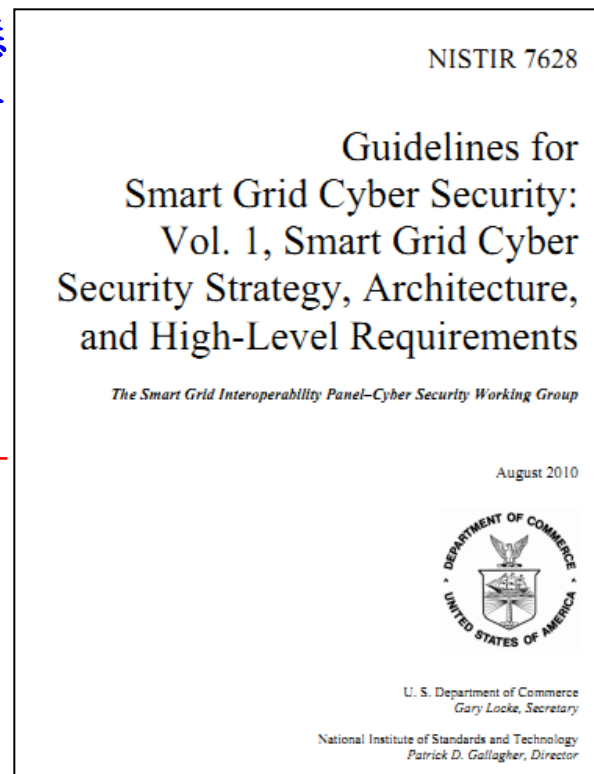 NISTIR 7628
Guidelines for
Smart Grid Cyber Security:
Vol. 1, Smart Grid Cyber
Security Strategy, Architecture,
and High-Level Requirements
The Smart Grid Interoperability Panel–Cyber Security Working Group
August 2010
DEPARTMENT OF COMMERCE
UNITED STATES OF AMERICA
U. S. Department of Commerce
Gary Locke, Secretary
National Institute of Standards and Technology
Patrick D. Gallagher, Director